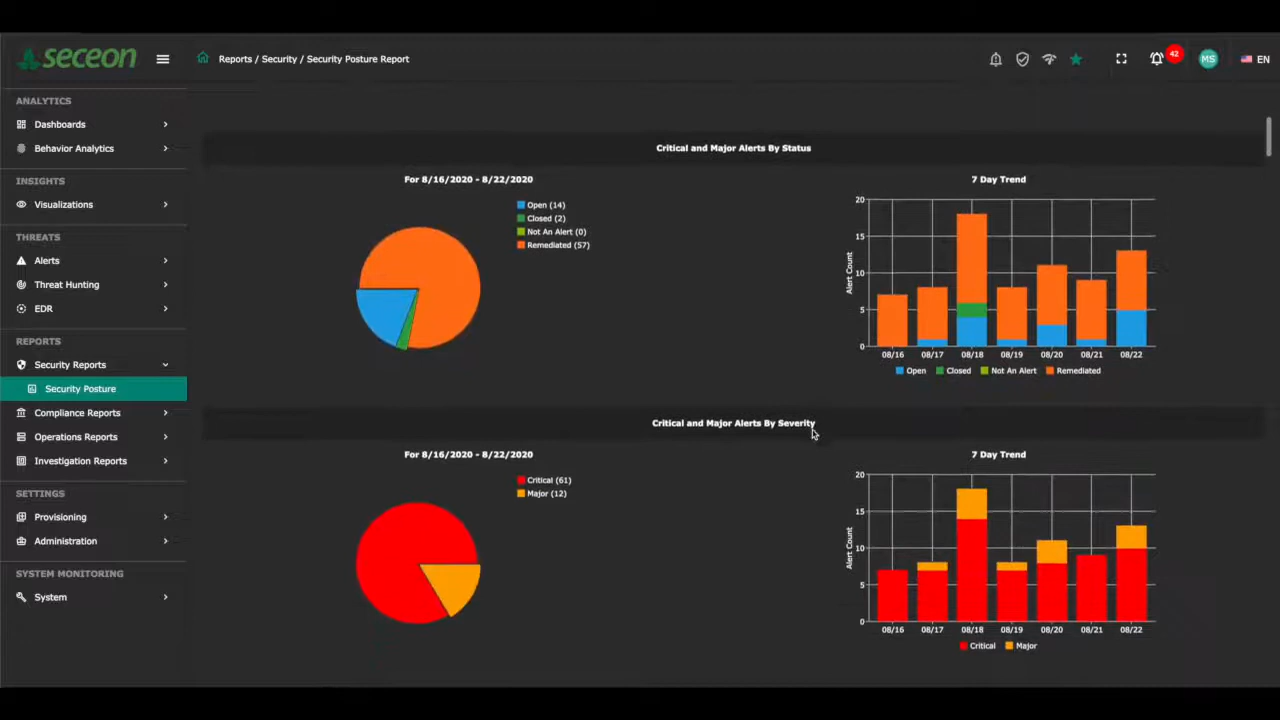 seceon
Reports / Security / Security Posture Report
42
MS
EN
ANALYTICS
Dashboards
Behavior Analytics
INSIGHTS
Visualizations
THREATS
Alerts
Threat Hunting
EDR
REPORTS
Security Reports
Security Posture
Compliance Reports
Operations Reports
Investigation Reports
SETTINGS
Provisioning
Administration
SYSTEM MONITORING
System
Critical and Major Alerts By Status
For 8/16/2020 - 8/22/2020
Open (14)
Closed (2)
Not An Alert (0)
Remediated (57)
7 Day Trend
Alert Count
20
15
10
5
0
08/16 08/17 08/18 08/19 08/20 08/21 08/22
Open Closed Not An Alert Remediated
Critical and Major Alerts By Severity
For 8/16/2020 - 8/22/2020
Critical (61)
Major (12)
7 Day Trend
Alert Count
20
15
10
5
0
08/16 08/17 08/18 08/19 08/20 08/21 08/22
Critical Major